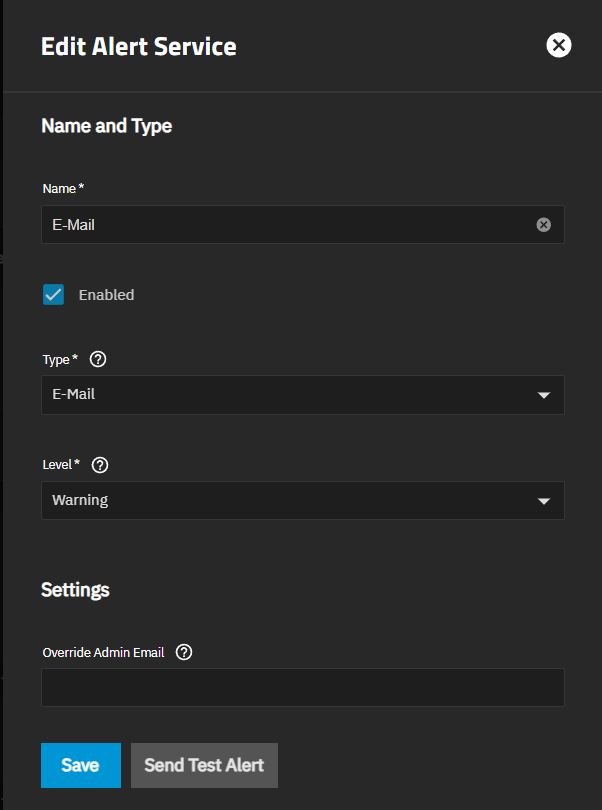 Edit Alert Service
Name and Type
Name *
E-Mail
Enabled
Type *
E-Mail
Level *
Warning
Settings
Override Admin Email
Save Send Test Alert